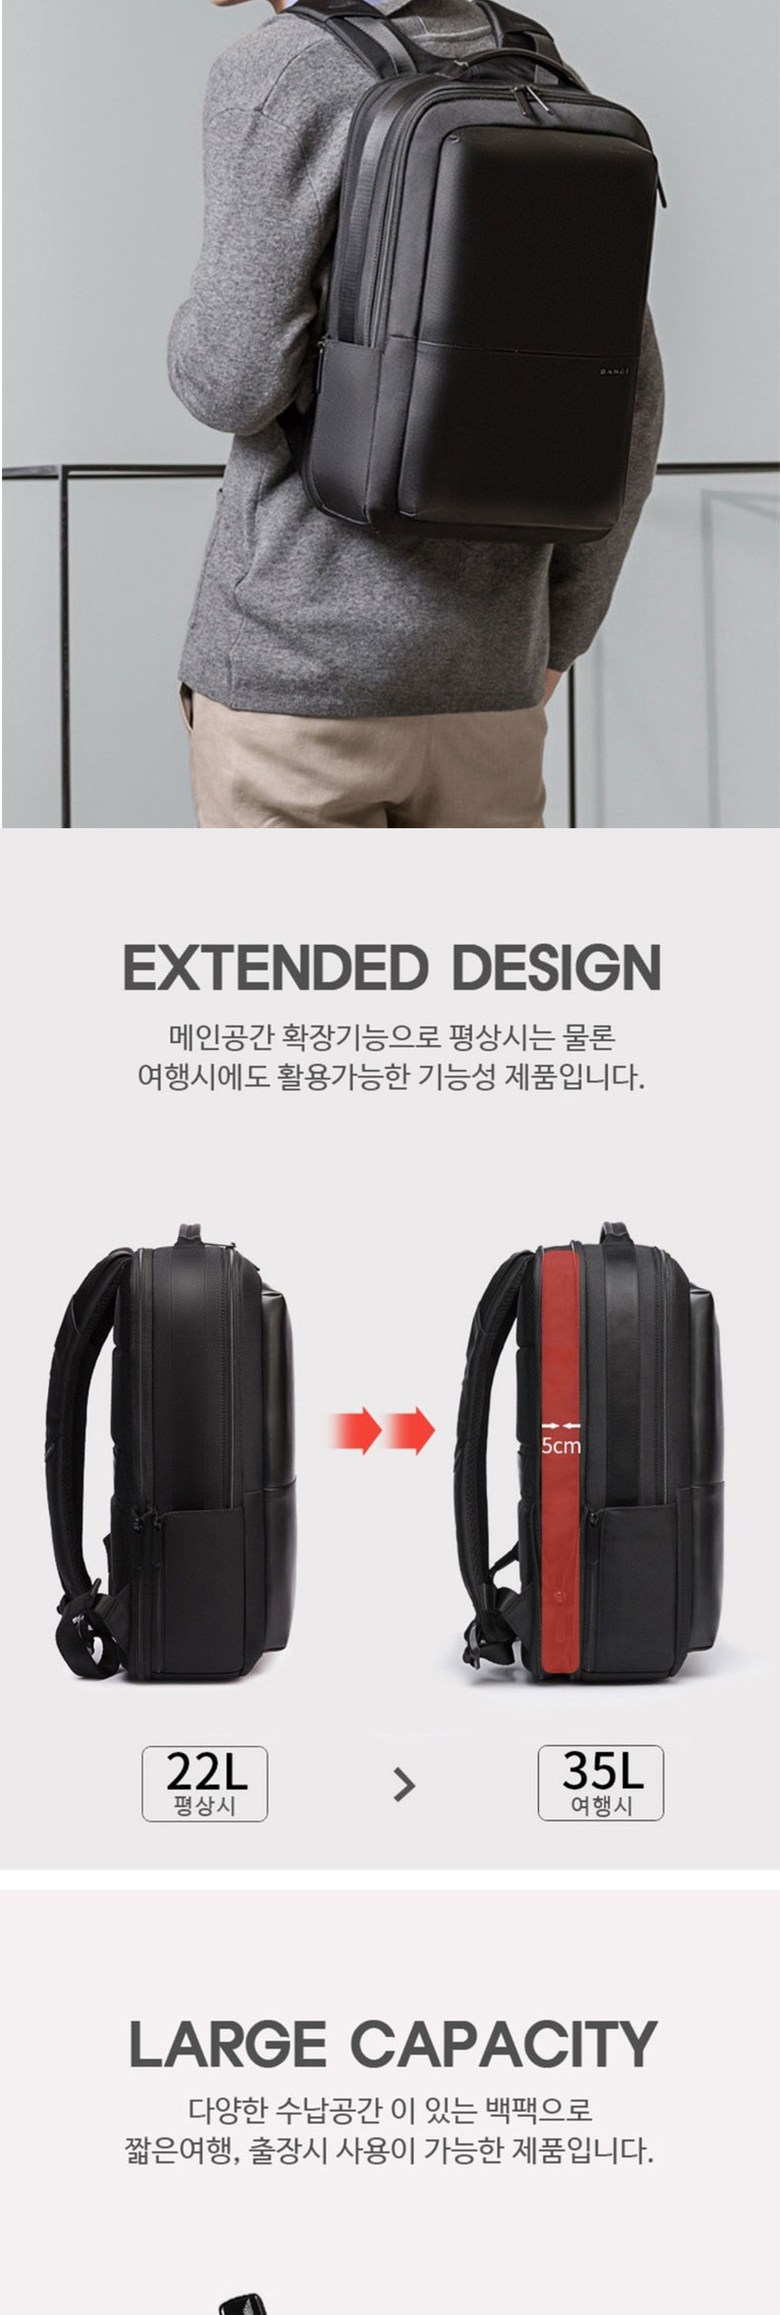 BANGE
EXTENDED DESIGN
메인공간 확장기능으로 평상시는 물론
여행시에도 활용가능한 기능성 제품입니다.
5cm
22L
평상시
35L
여행시
LARGE CAPACITY
다양한 수납공간 이 있는 백팩으로
짧은여행, 출장시 사용이 가능한 제품입니다.